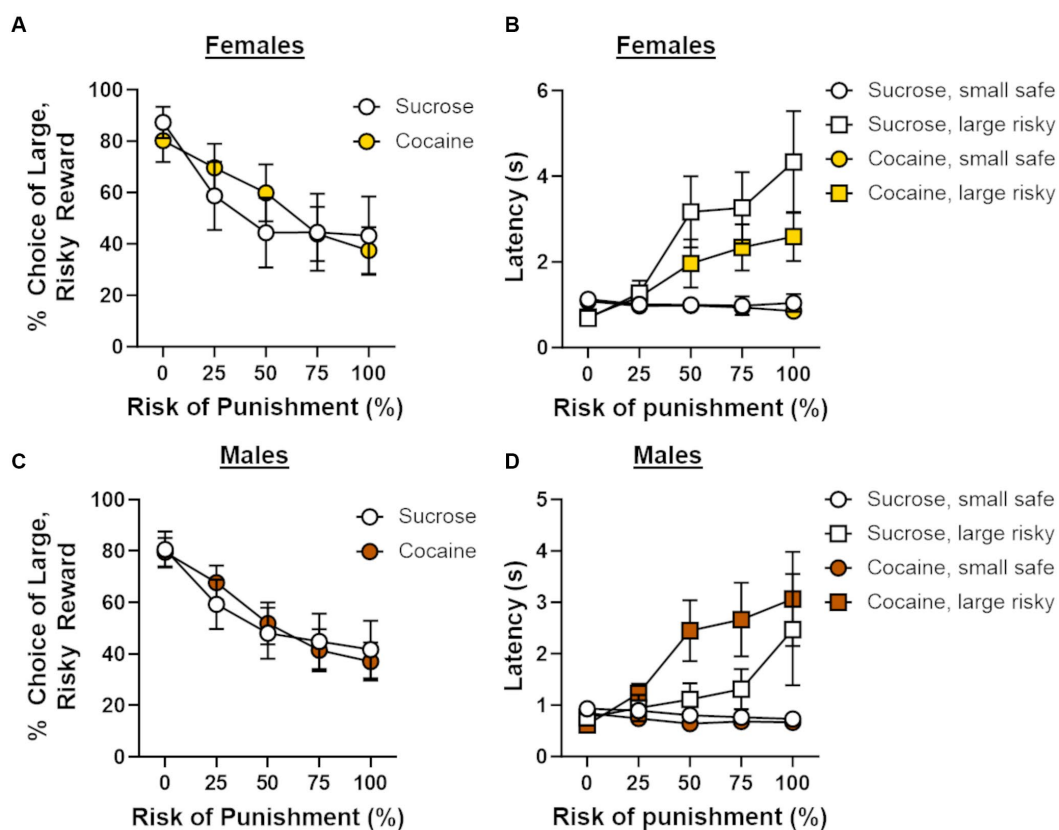 A
Females
% Choice of Large,
Risky Reward
100
80
60
40
20
0
0 25 50 75 100
Risk of Punishment (%)
Sucrose
Cocaine
B
Females
Latency (s)
6
4
2
0
0 25 50 75 100
Risk of punishment (%)
Sucrose, small safe
Sucrose, large risky
Cocaine, small safe
Cocaine, large risky
C
Males
% Choice of Large,
Risky Reward
100
80
60
40
20
0
0 25 50 75 100
Risk of Punishment (%)
Sucrose
Cocaine
D
Males
Latency (s)
5
4
3
2
1
0
0 25 50 75 100
Risk of punishment (%)
Sucrose, small safe
Sucrose, large risky
Cocaine, small safe
Cocaine, large risky